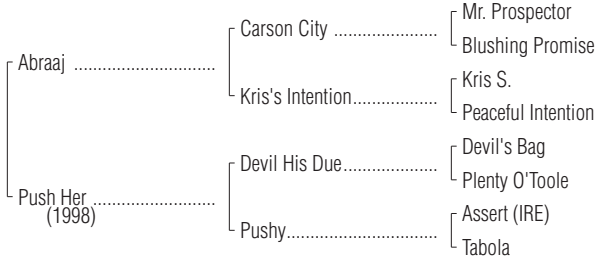 Abraaj ..............................
Carson City ......................
Mr. Prospector
Blushing Promise
Kris's Intention..................
Kris S.
Peaceful Intention
Push Her ..........................
(1998)
Devil His Due....................
Devil's Bag
Plenty O'Toole
Pushy................................
Assert (IRE)
Tabola